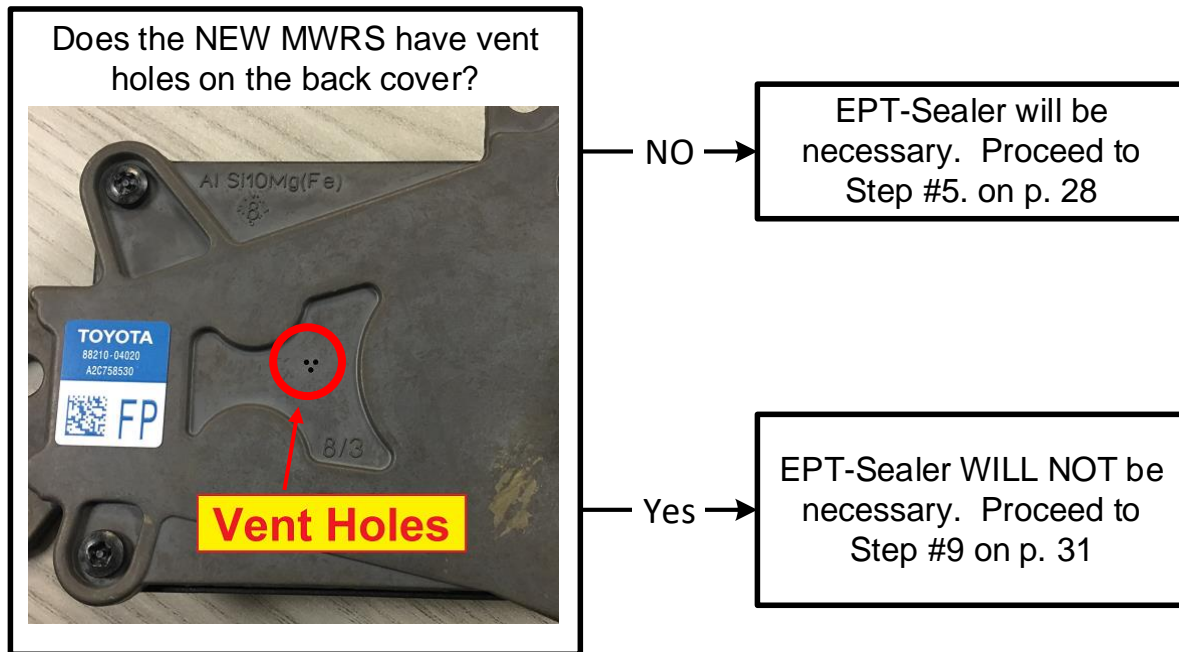 Does the NEW MWRS have vent
holes on the back cover?
Al Si10Mg(Fe)
8
TOYOTA
88210-04020
A2C758530
FP
8/3
Vent Holes
NO
EPT-Sealer will be
necessary. Proceed to
Step #5. on p. 28
Yes
EPT-Sealer WILL NOT be
necessary. Proceed to
Step #9 on p. 31